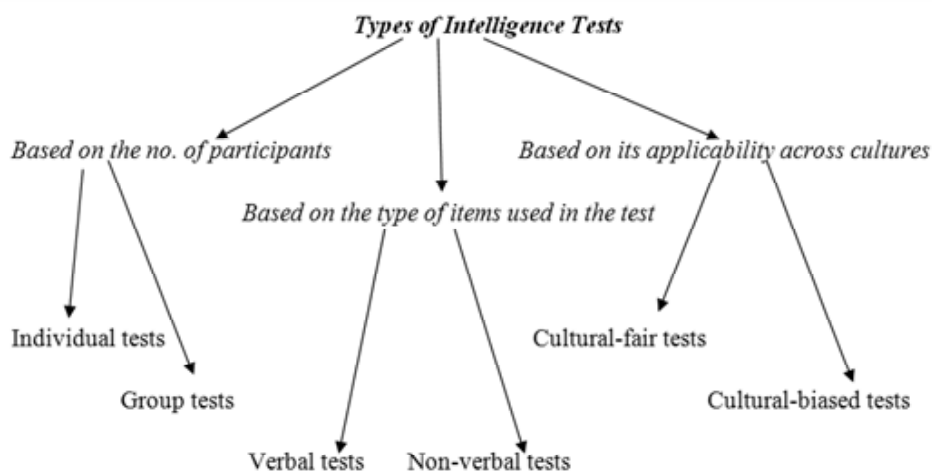 Types of Intelligence Tests
Based on the no. of participants
Based on its applicability across cultures
Based on the type of items used in the test
Individual tests
Cultural-fair tests
Group tests
Cultural-biased tests
Verbal tests
Non-verbal tests